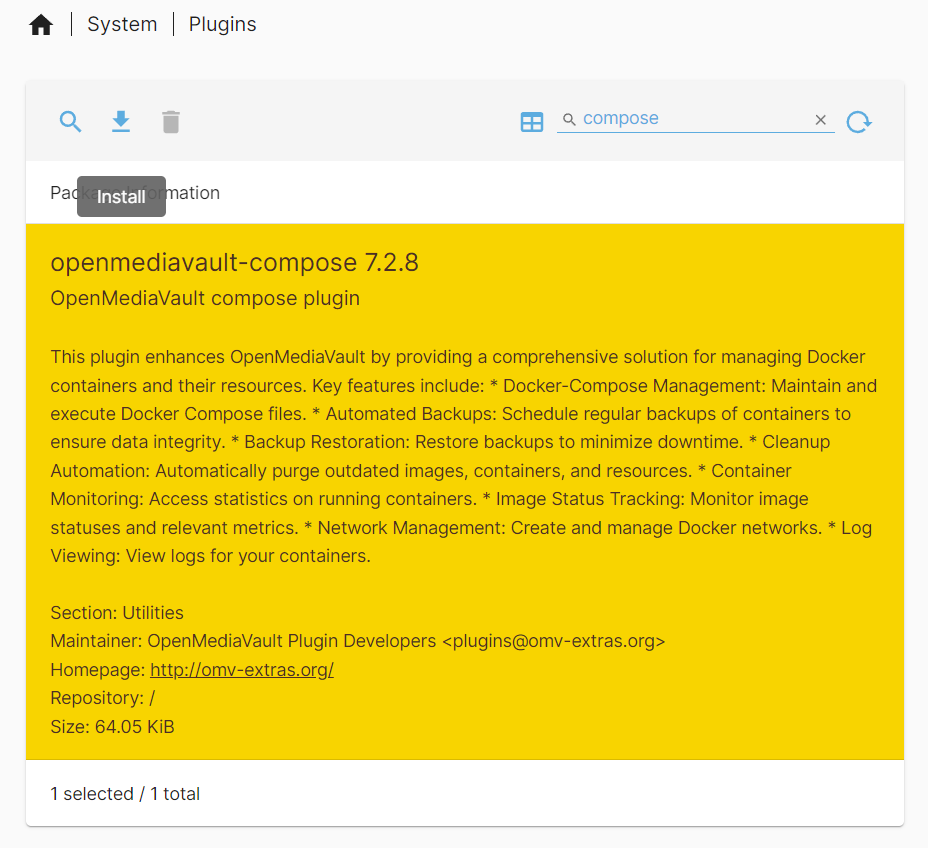 System | Plugins
compose
Package Information
Install
openmediavault-compose 7.2.8
OpenMediaVault compose plugin
This plugin enhances OpenMediaVault by providing a comprehensive solution for managing Docker
containers and their resources. Key features include: * Docker-Compose Management: Maintain and
execute Docker Compose files. * Automated Backups: Schedule regular backups of containers to
ensure data integrity. * Backup Restoration: Restore backups to minimize downtime. * Cleanup
Automation: Automatically purge outdated images, containers, and resources. * Container
Monitoring: Access statistics on running containers. * Image Status Tracking: Monitor image
statuses and relevant metrics. * Network Management: Create and manage Docker networks. * Log
Viewing: View logs for your containers.
Section: Utilities
Maintainer: OpenMediaVault Plugin Developers <plugins@omv-extras.org>
Homepage: http://omv-extras.org/
Repository: /
Size: 64.05 KiB
1 selected / 1 total